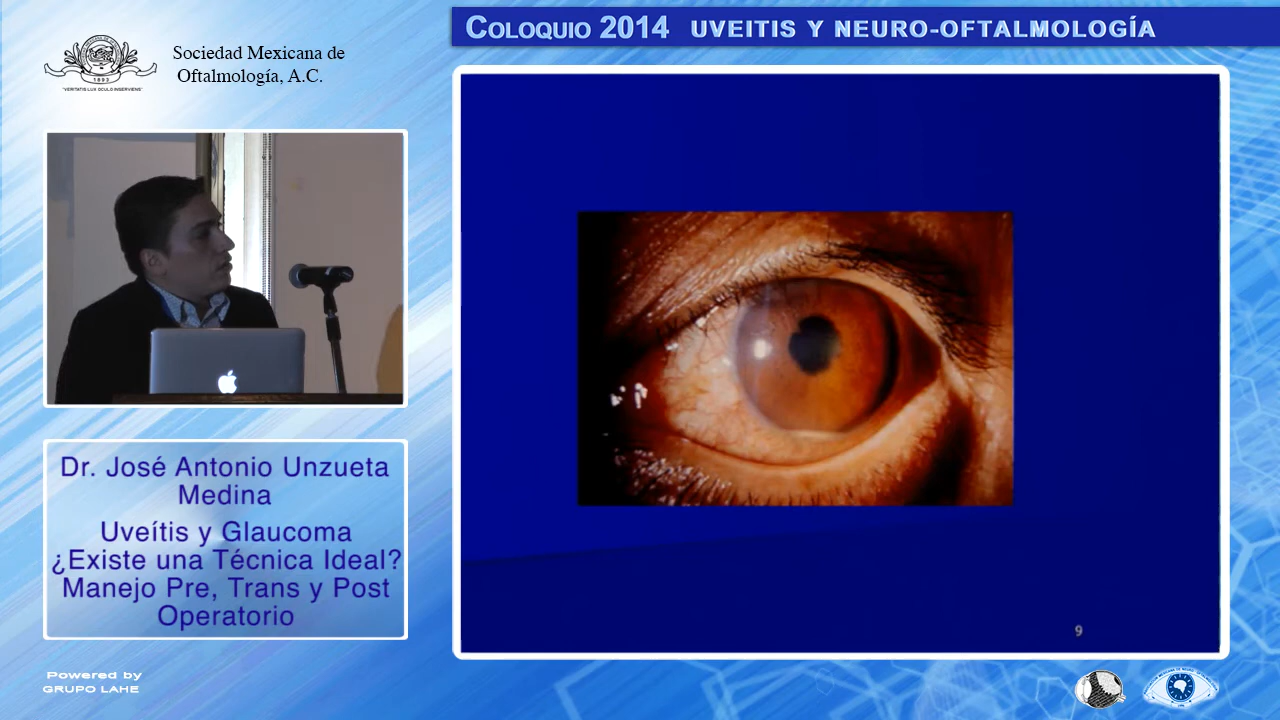 COLOQUIO 2014 UVEITIS Y NEURO-OFTALMOLOGÍA
Sociedad Mexicana de
Oftalmología, A.C.
1893
"VERITATIS LUX OCULO INSERVIENS"
Dr. José Antonio Unzueta
Medina
Uveítis y Glaucoma
¿Existe una Técnica Ideal?
Manejo Pre, Trans y Post
Operatorio
9
Powered by
GRUPO LAHE